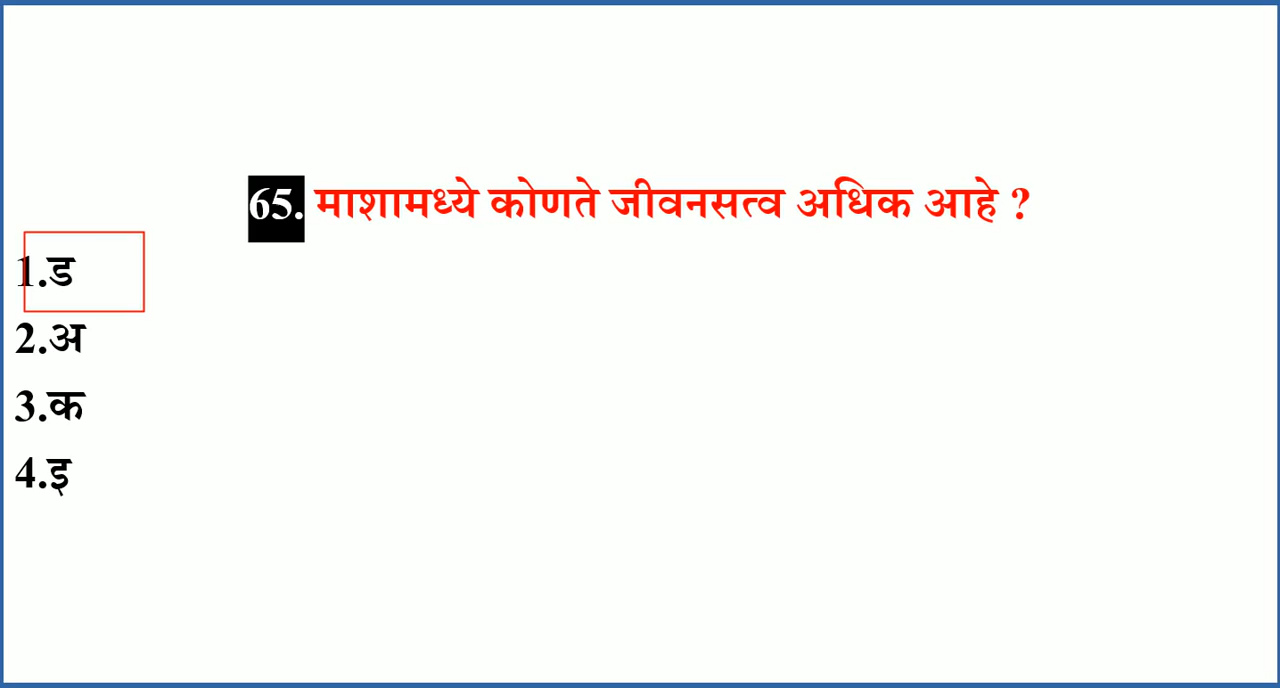 65. माशामध्ये कोणते जीवनसत्व अधिक आहे ?
1.ड
2.अ
3.क
4.इ